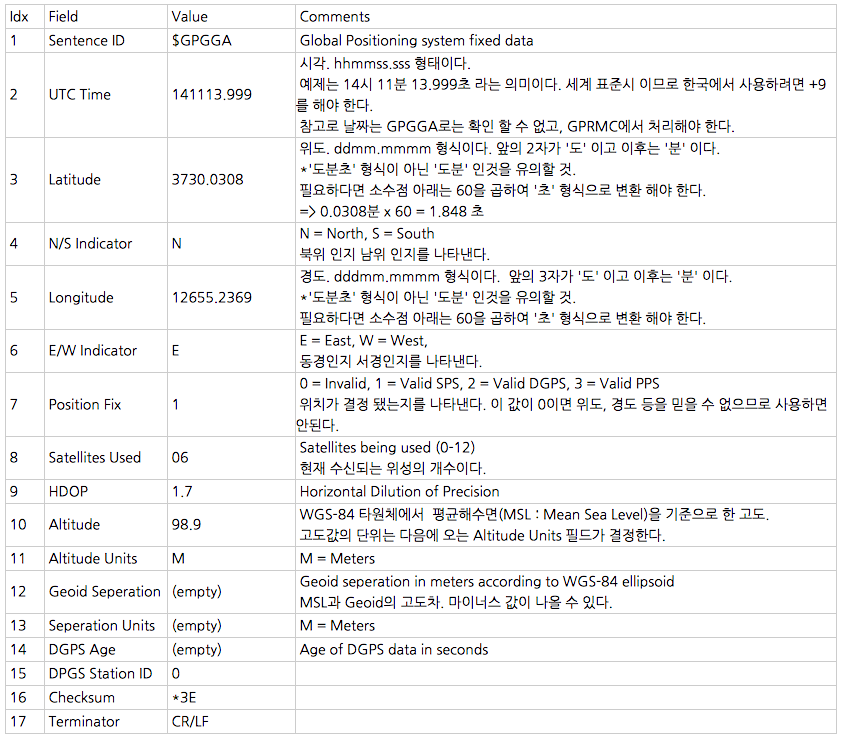 Idx Field Value Comments
1 Sentence ID $GPGGA Global Positioning system fixed data
시각. hhmmss.sss 형태이다.
예제는 14시 11분 13.999초 라는 의미이다. 세계 표준시 이므로 한국에서 사용하려면 +9
2 UTC Time 141113.999 를 해야 한다.
참고로 날짜는 GPGGA로는 확인 할 수 없고, GPRMC에서 처리해야 한다.
위도. ddmm.mmmm 형식이다. 앞의 2자가 '도' 이고 이후는 '분' 이다.
*'도분초' 형식이 아닌 '도분' 인것을 유의할 것.
3 Latitude 3730.0308 필요하다면 소수점 아래는 60을 곱하여 '초' 형식으로 변환 해야 한다.
=> 0.0308분 x 60 = 1.848 초
4 N/S Indicator N N = North, S = South
북위 인지 남위 인지를 나타낸다.
경도. dddmm.mmmm 형식이다. 앞의 3자가 '도' 이고 이후는 '분' 이다.
5 Longitude 12655.2369 *'도분초' 형식이 아닌 '도분' 인것을 유의할 것.
필요하다면 소수점 아래는 60을 곱하여 '초' 형식으로 변환 해야 한다.
6 E/W Indicator E E = East, W = West,
동경인지 서경인지를 나타낸다.
0 = Invalid, 1 = Valid SPS, 2 = Valid DGPS, 3 = Valid PPS
7 Position Fix 1 위치가 결정 됐는지를 나타낸다. 이 값이 0이면 위도, 경도 등을 믿을 수 없으므로 사용하면
안된다.
8 Satellites Used 06 Satellites being used (0-12)
현재 수신되는 위성의 개수이다.
9 HDOP 1.7 Horizontal Dilution of Precision
10 Altitude 98.9 WGS-84 타원체에서 평균해수면(MSL : Mean Sea Level)을 기준으로 한 고도.
고도값의 단위는 다음에 오는 Altitude Units 필드가 결정한다.
11 Altitude Units M M = Meters
12 Geoid Seperation (empty) Geoid seperation in meters according to WGS-84 ellipsoid
MSL과 Geoid의 고도차. 마이너스 값이 나올 수 있다.
13 Seperation Units (empty) M = Meters
14 DGPS Age (empty) Age of DGPS data in seconds
15 DPGS Station ID 0
16 Checksum *3E
17 Terminator CR/LF